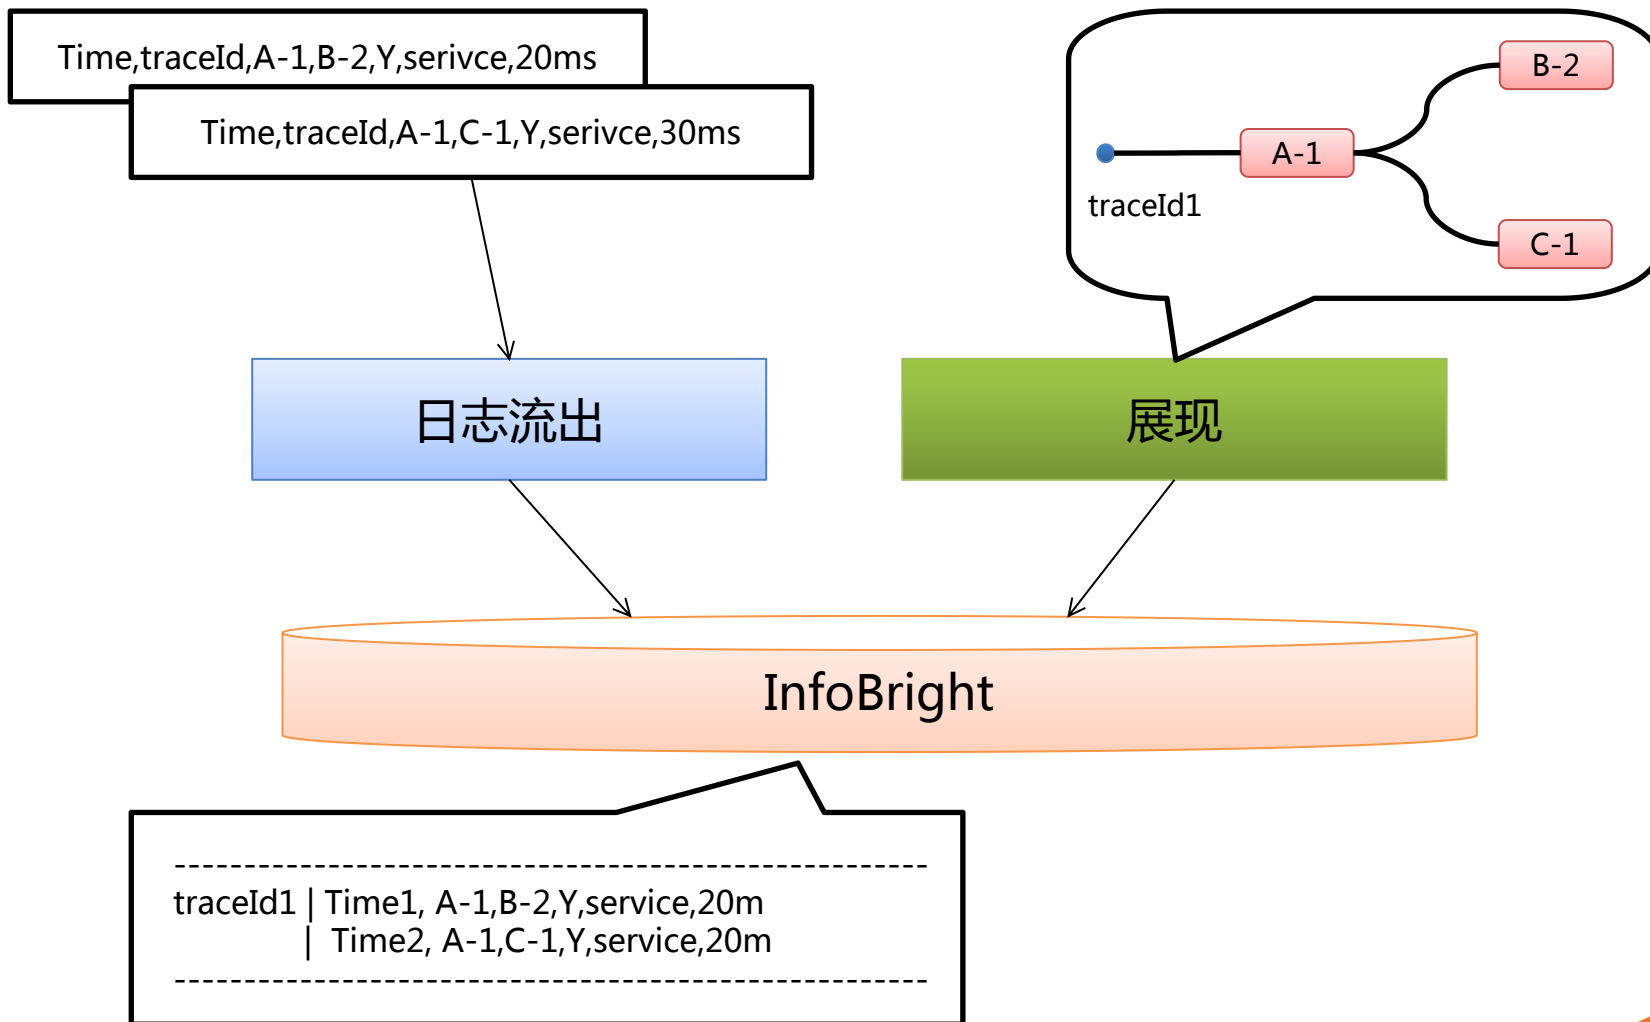 Time,traceId,A-1,B-2,Y,serivce,20ms
Time,traceId,A-1,C-1,Y,serivce,30ms
B-2
A-1
traceId1
C-1
日志流出
展现
InfoBright
------------------------------------------------------
traceId1 | Time1, A-1,B-2,Y,service,20m
| Time2, A-1,C-1,Y,service,20m
------------------------------------------------------